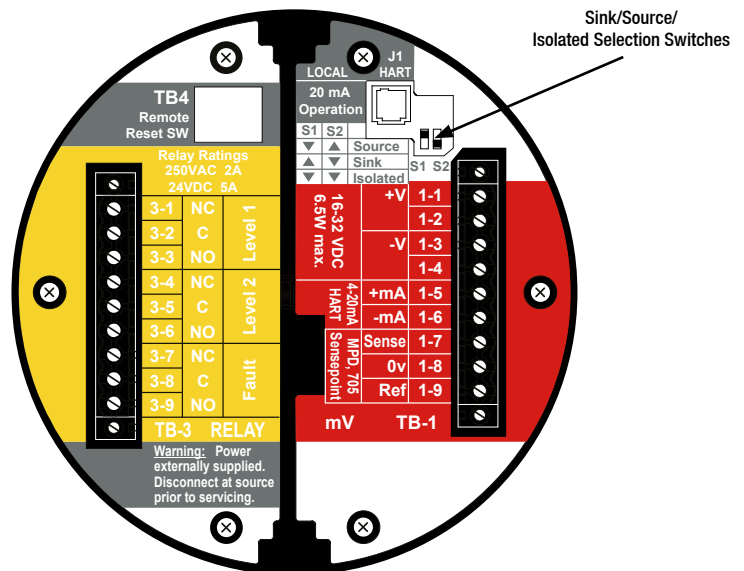 Sink/Source/
Isolated Selection Switches
J1
LOCAL HART
20 mA
Operation
S1 S2
▼ ▲ Source
▲ ▼ Sink
▼ ▼ Isolated
S1 S2
TB4
Remote
Reset SW
Relay Ratings
250VAC 2A
24VDC 5A
3-1 NC
3-2 C
3-3 NO
Level 1
3-4 NC
3-5 C
3-6 NO
Level 2
3-7 NC
3-8 C
3-9 NO
Fault
TB-3 RELAY
Warning: Power
externally supplied.
Disconnect at source
prior to servicing.
16-32 VDC
6.5W max.
+V 1-1
1-2
-V 1-3
1-4
4-20mA
HART
+mA 1-5
-mA 1-6
MPD, 705
Sensepoint
Sense 1-7
0v 1-8
Ref 1-9
mV TB-1